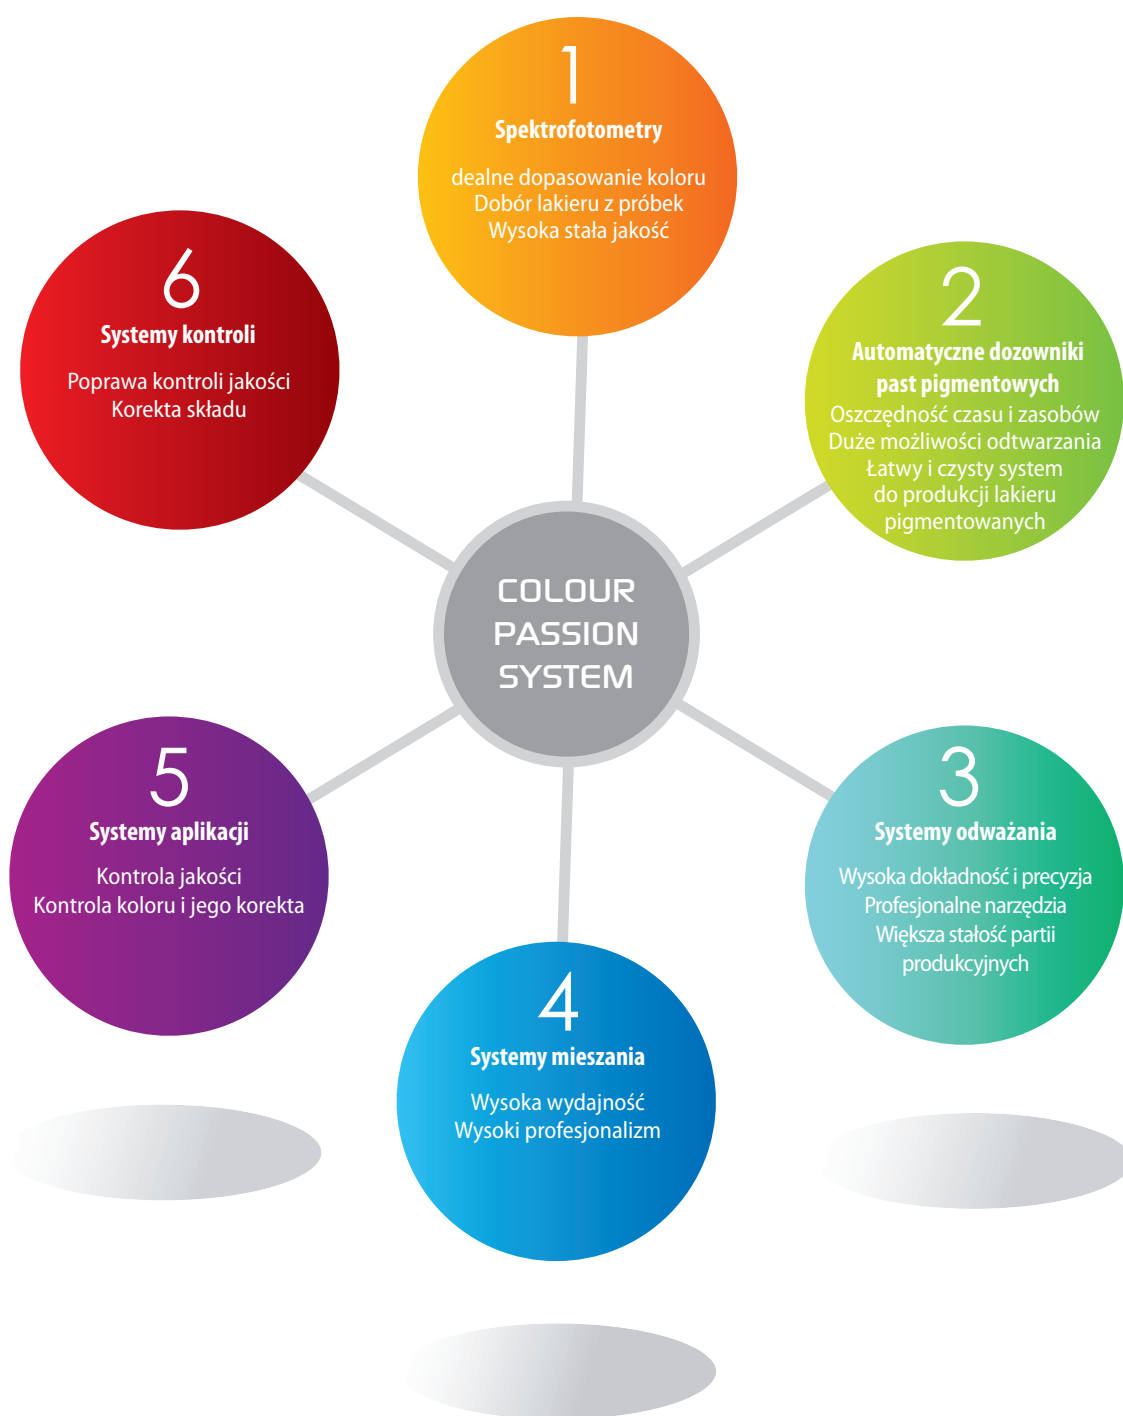 1
Spektrofotometry
dealne dopasowanie koloru
Dobór lakieru z próbek
Wysoka stała jakość
2
Automatyczne dozowniki
past pigmentowych
Oszczędność czasu i zasobów
Duże możliwości odtwarzania
Łatwy i czysty system
do produkcji lakieru
pigmentowanych
3
Systemy odważania
Wysoka dokładność i precyzja
Profesjonalne narzędzia
Większa stałość partii
produkcyjnych
4
Systemy mieszania
Wysoka wydajność
Wysoki profesjonalizm
5
Systemy aplikacji
Kontrola jakości
Kontrola koloru i jego korekta
6
Systemy kontroli
Poprawa kontroli jakości
Korekta składu
COLOUR
PASSION
SYSTEM